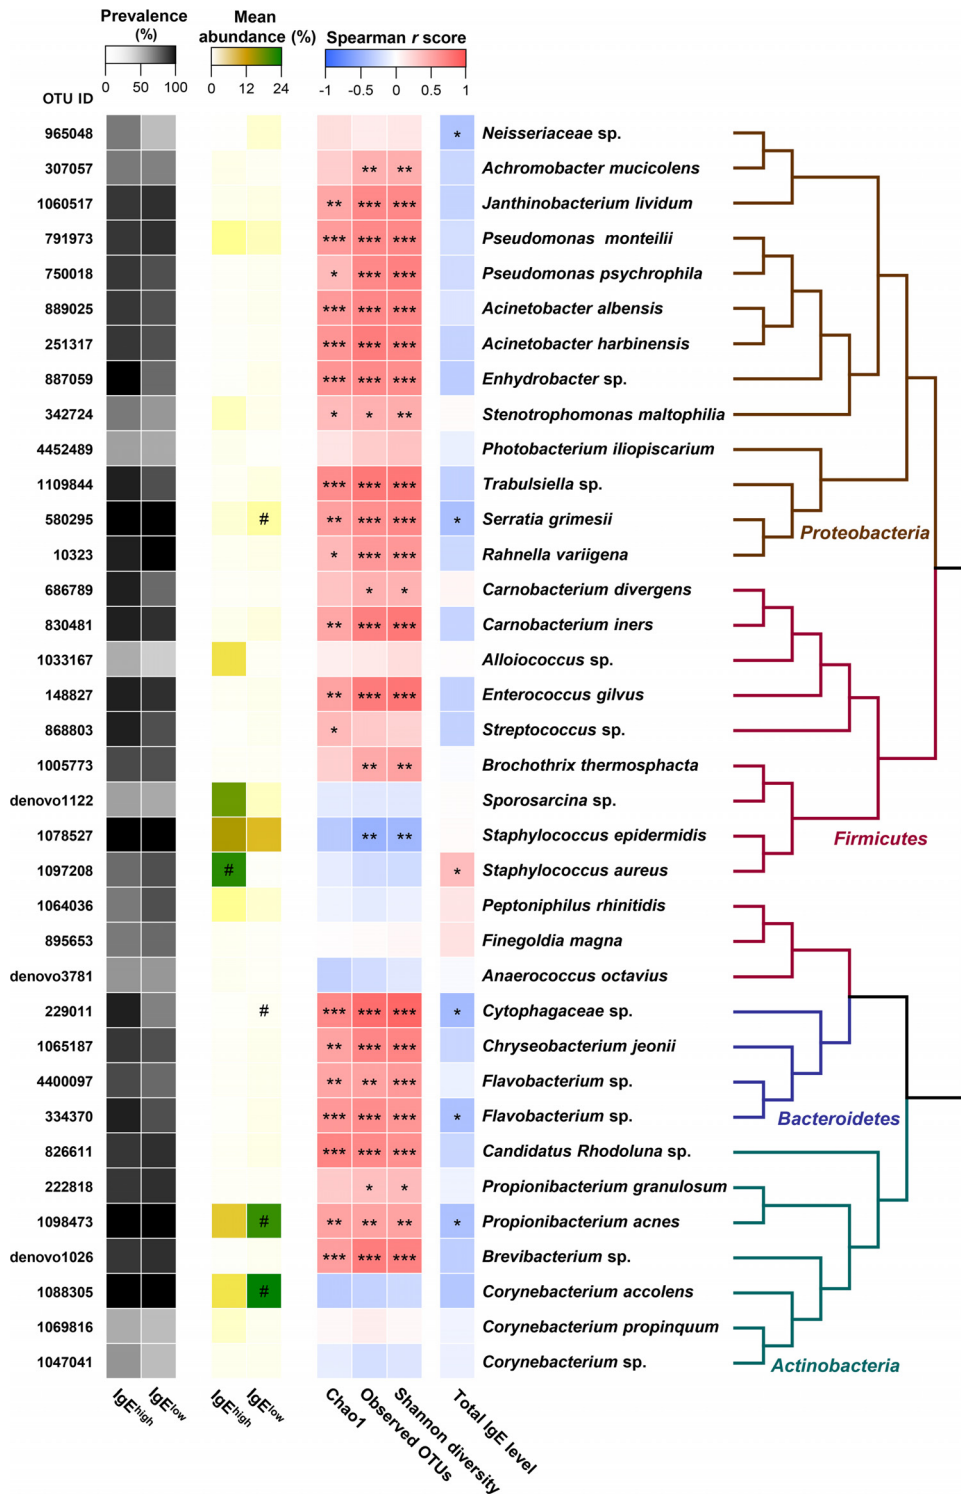 Prevalence (%)
0 50 100
Mean abundance (%)
0 12 24
Spearman r score
-1 -0.5 0 0.5 1
OTU ID
965048 * Neisseriaceae sp.
307057 ** ** Achromobacter mucicolens
1060517 ** *** *** Janthinobacterium lividum
791973 *** *** *** Pseudomonas monteilii
750018 * *** *** Pseudomonas psychrophila
889025 *** *** *** Acinetobacter albensis
251317 *** *** *** Acinetobacter harbinensis
887059 *** *** *** Enhydrobacter sp.
342724 * * ** Stenotrophomonas maltophilia
4452489 Photobacterium iliopiscarium
1109844 *** *** *** Trabulsiella sp.
580295 # ** *** *** * Serratia grimesii
Proteobacteria
10323 * *** *** Rahnella variigena
686789 * * Carnobacterium divergens
830481 ** *** *** Carnobacterium iners
1033167 Alloiococcus sp.
148827 ** *** *** Enterococcus gilvus
868803 * Streptococcus sp.
1005773 ** ** Brochothrix thermosphacta
denovo1122 Sporosarcina sp.
1078527 ** ** Staphylococcus epidermidis
Firmicutes
1097208 # * Staphylococcus aureus
1064036 Peptoniphilus rhinitidis
895653 Finegoldia magna
denovo3781 Anaerococcus octavius
229011 # *** *** *** * Cytophagaceae sp.
1065187 ** *** *** Chryseobacterium jeonii
4400097 ** ** *** Flavobacterium sp.
334370 *** *** *** * Flavobacterium sp.
Bacteroidetes
826611 *** *** *** Candidatus Rhodoluna sp.
222818 * * Propionibacterium granulosum
1098473 # ** ** ** * Propionibacterium acnes
denovo1026 *** *** *** Brevibacterium sp.
1088305 # Corynebacterium accolens
1069816 Corynebacterium propinquum
1047041 Corynebacterium sp.
Actinobacteria
IgEhigh
IgElow
IgEhigh
IgElow
Chao1
Observed OTUs
Shannon diversity
Total IgE level